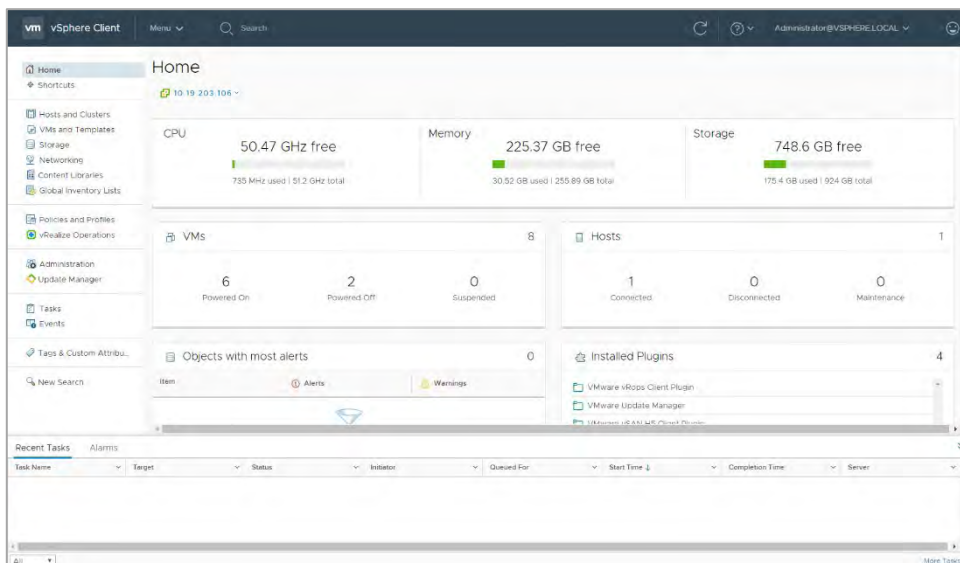 vm vSphere Client Menu Search Administrator@VSPHERE.LOCAL
Home
Shortcuts
Hosts and Clusters
VMs and Templates
Storage
Networking
Content Libraries
Global Inventory Lists
Policies and Profiles
vRealize Operations
Administration
Update Manager
Tasks
Events
Tags & Custom Attribu...
New Search
Home
10.19.203.106
CPU
50.47 GHz free
735 MHz used | 51.2 GHz total
Memory
225.37 GB free
30.52 GB used | 255.89 GB total
Storage
748.6 GB free
175.4 GB used | 924 GB total
VMs 8
6 2 0
Powered On Powered Off Suspended
Hosts 1
1 0 0
Connected Disconnected Maintenance
Objects with most alerts 0
Item Alerts Warnings
Installed Plugins 4
VMware vRops Client Plugin
VMware Update Manager
VMware vSAN H5 Client Plugin
Recent Tasks Alarms
Task Name Target Status Initiator Queued For Start Time ↓ Completion Time Server
All More Tasks